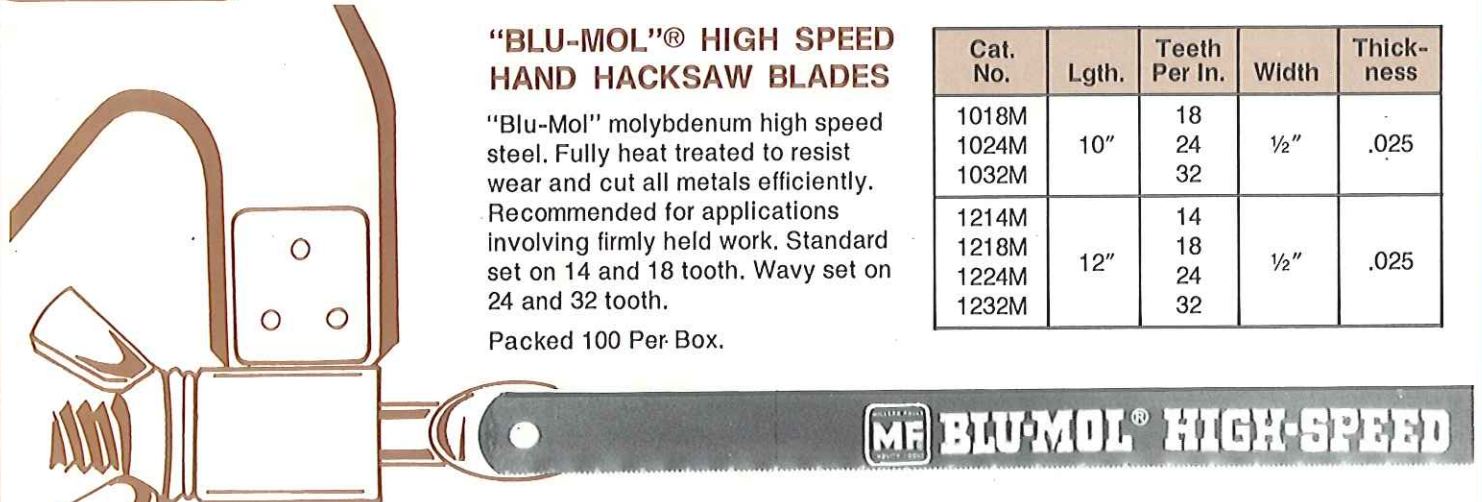 “BLU-MOL”® HIGH SPEED
HAND HACKSAW BLADES
"Blu-Mol" molybdenum high speed
steel. Fully heat treated to resist
wear and cut all metals efficiently.
Recommended for applications
involving firmly held work. Standard
set on 14 and 18 tooth. Wavy set on
24 and 32 tooth.
Packed 100 Per Box.
Cat. No. Lgth. Teeth Per In. Width Thick-ness
1018M 18
1024M 10″ 24 ½″ .025
1032M 32
1214M 14
1218M 18
12″ ½″ .025
1224M 24
1232M 32
MILLERS FALLS
MF
BLU-MOL® HIGH-SPEED